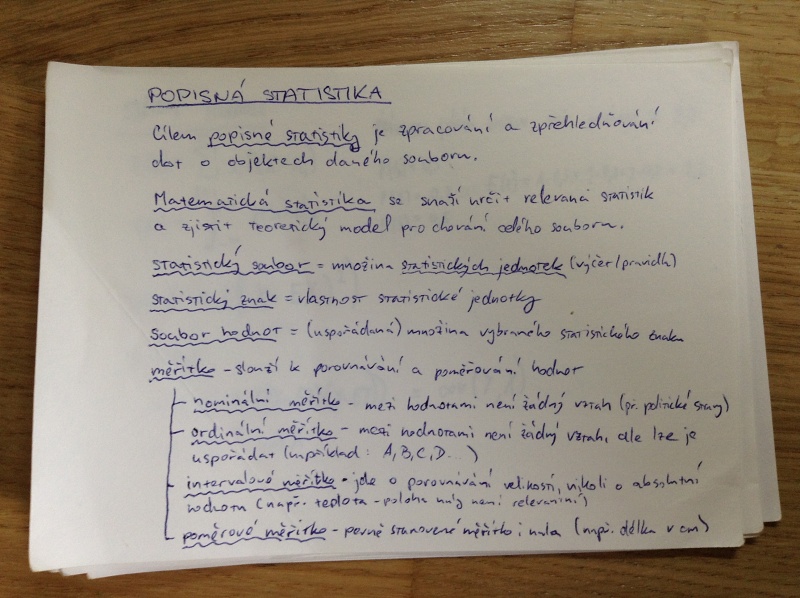 POPISNÁ STATISTIKA
Cílem popisné statistiky je zpracování a zpřehledňování
dat o objektech daného souboru.
Matematická statistika se snaží určit relevanci statistik
a zjistit teoretický model pro chování celého souboru.
statistický soubor = množina statistických jednotek (výčet/pravidla)
statistický znak = vlastnost statistické jednotky
soubor hodnot = (uspořádaná) množina vybraného statistického znaku
měřítko - slouží k porovnávání a poměřování hodnot
nominální měřítko - mezi hodnotami není žádný vztah (př. politické strany)
ordinální měřítko - mezi hodnotami není žádný vztah, ale lze je
uspořádat (například: A, B, C, D...)
intervalové měřítko - jde o porovnávání velikostí, nikoli o absolutní
hodnotu (např. teplota - poloha nuly není relevantní)
poměrové měřítko - pevně stanovené měřítko i nula (např. délka v cm)